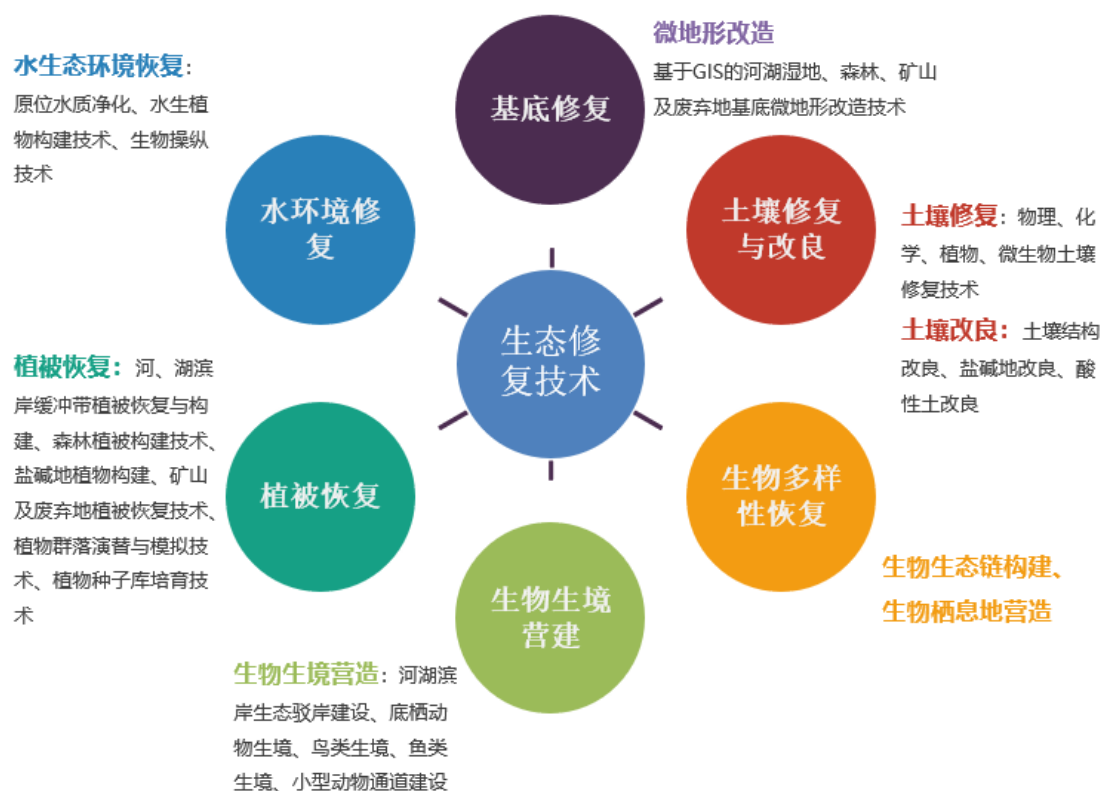 微地形改造
基于GIS的河湖湿地、森林、矿山
及废弃地基底微地形改造技术
基底修复
水生态环境恢复：
原位水质净化、水生植
物构建技术、生物操纵
技术
水环境修
复
土壤修复
与改良
土壤修复：物理、化
学、植物、微生物土壤
修复技术
土壤改良：土壤结构
改良、盐碱地改良、酸
性土改良
生态修
复技术
植被恢复：河、湖滨
岸缓冲带植被恢复与构
建、森林植被构建技术、
盐碱地植物构建、矿山
及废弃地植被恢复技术、
植物群落演替与模拟技
术、植物种子库培育技
术
植被恢复
生物多样
性恢复
生物生态链构建、
生物栖息地营造
生物生境
营建
生物生境营造：河湖滨
岸生态驳岸建设、底栖动
物生境、鸟类生境、鱼类
生境、小型动物通道建设